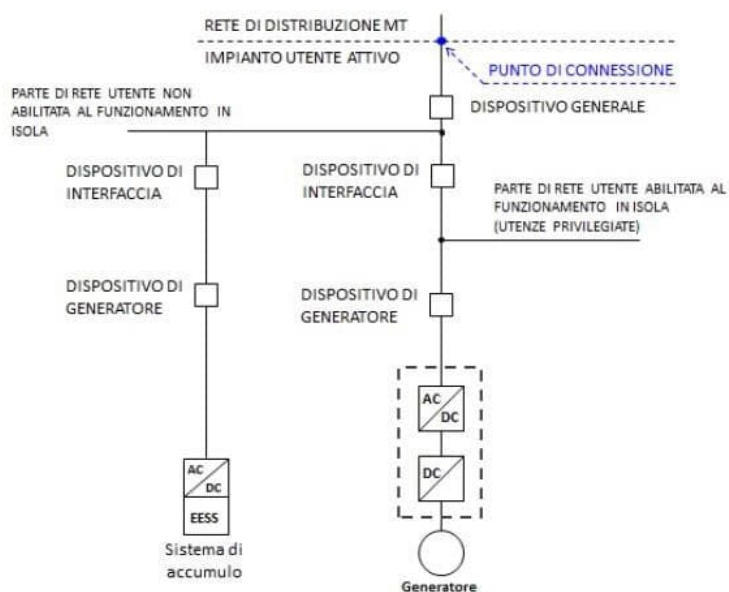 RETE DI DISTRIBUZIONE MT
IMPIANTO UTENTE ATTIVO
PUNTO DI CONNESSIONE
PARTE DI RETE UTENTE NON
ABILITATA AL FUNZIONAMENTO IN
ISOLA
DISPOSITIVO GENERALE
DISPOSITIVO DI
INTERFACCIA
DISPOSITIVO DI
INTERFACCIA
PARTE DI RETE UTENTE ABILITATA AL
FUNZIONAMENTO IN ISOLA
(UTENZE PRIVILEGIATE)
DISPOSITIVO DI
GENERATORE
DISPOSITIVO DI
GENERATORE
AC
DC
DC
AC
DC
EESS
Sistema di
accumulo
Generatore